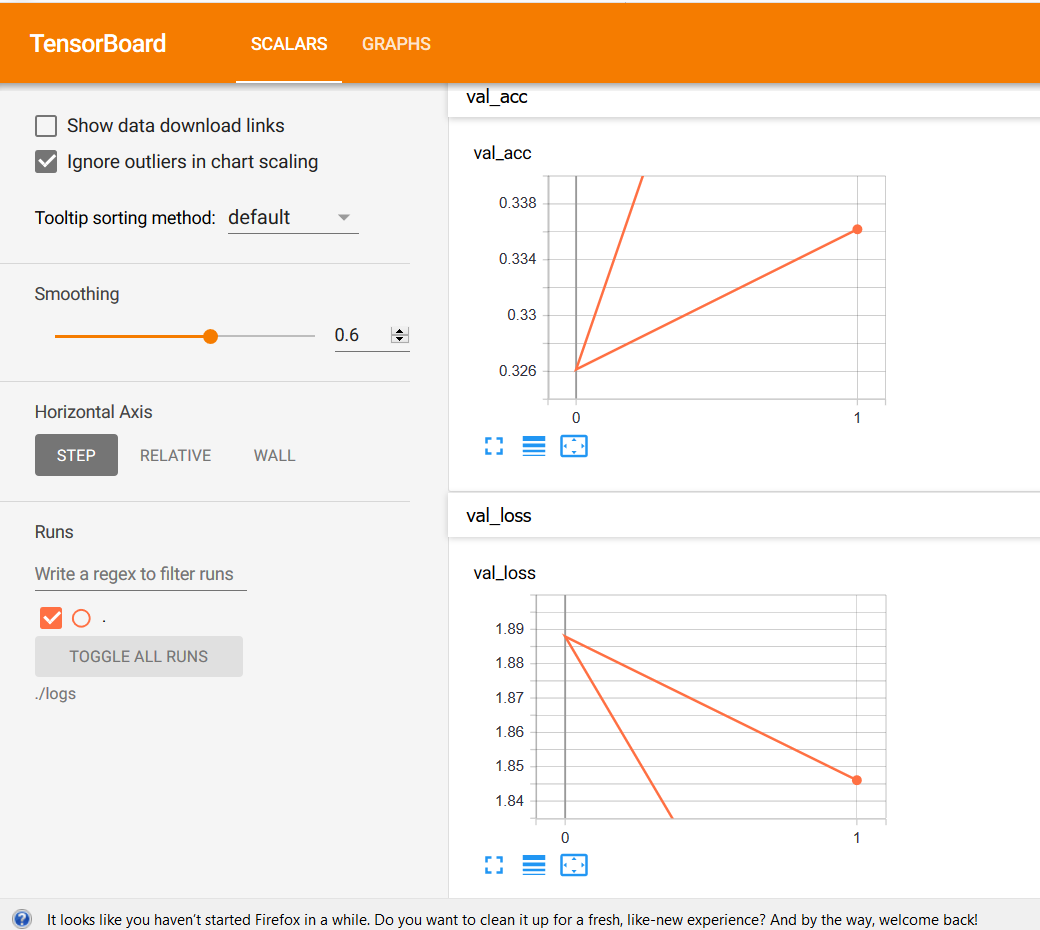 TensorBoard SCALARS GRAPHS
Show data download links
Ignore outliers in chart scaling
Tooltip sorting method: default
Smoothing
0.6
Horizontal Axis
STEP RELATIVE WALL
Runs
Write a regex to filter runs
.
TOGGLE ALL RUNS
./logs
val_acc
val_acc
0.338
0.334
0.33
0.326
0 1
val_loss
val_loss
1.89
1.88
1.87
1.86
1.85
1.84
0 1
It looks like you haven't started Firefox in a while. Do you want to clean it up for a fresh, like-new experience? And by the way, welcome back!